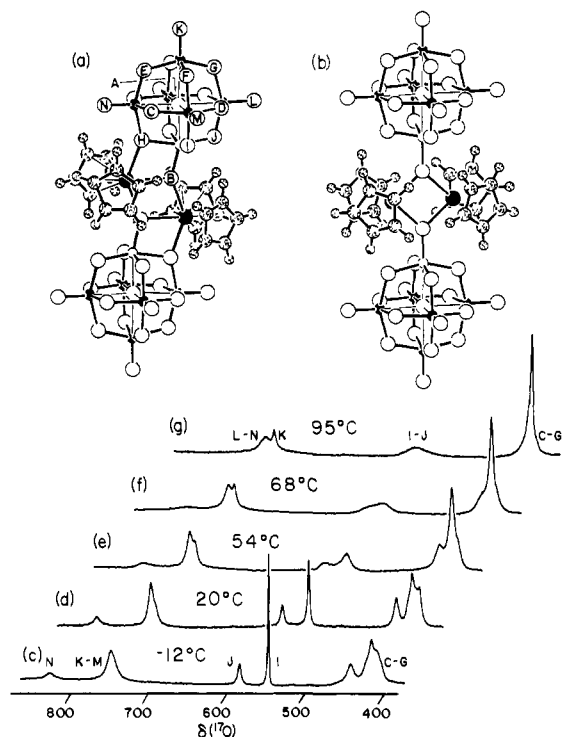 (a)
(b)
K
E
G
A
F
N
C
M
D
L
H
I
J
B
(g)
L-N
K
95°C
I-J
C-G
(f)
68°C
(e)
54°C
(d)
20°C
(c)
N
K-M
-12°C
J
I
C-G
800
700
600
500
400
δ(¹⁷O)